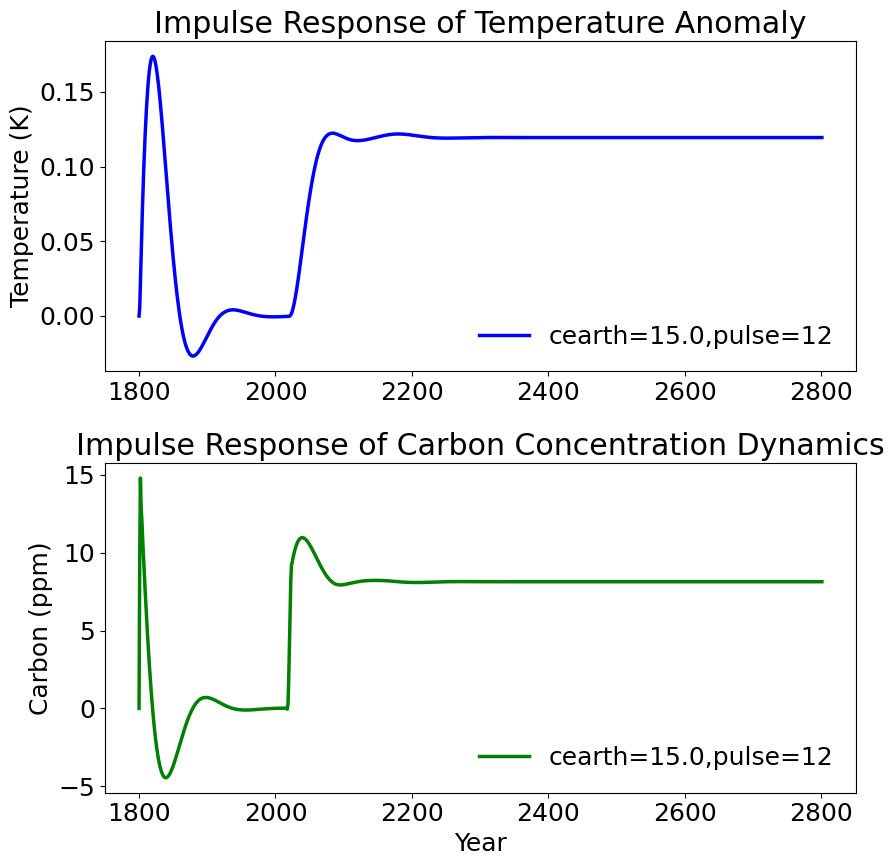 Impulse Response of Temperature Anomaly
Temperature (K)
0.15
0.10
0.05
0.00
cearth=15.0,pulse=12
1800 2000 2200 2400 2600 2800
Impulse Response of Carbon Concentration Dynamics
Carbon (ppm)
15
10
5
0
−5
cearth=15.0,pulse=12
1800 2000 2200 2400 2600 2800
Year